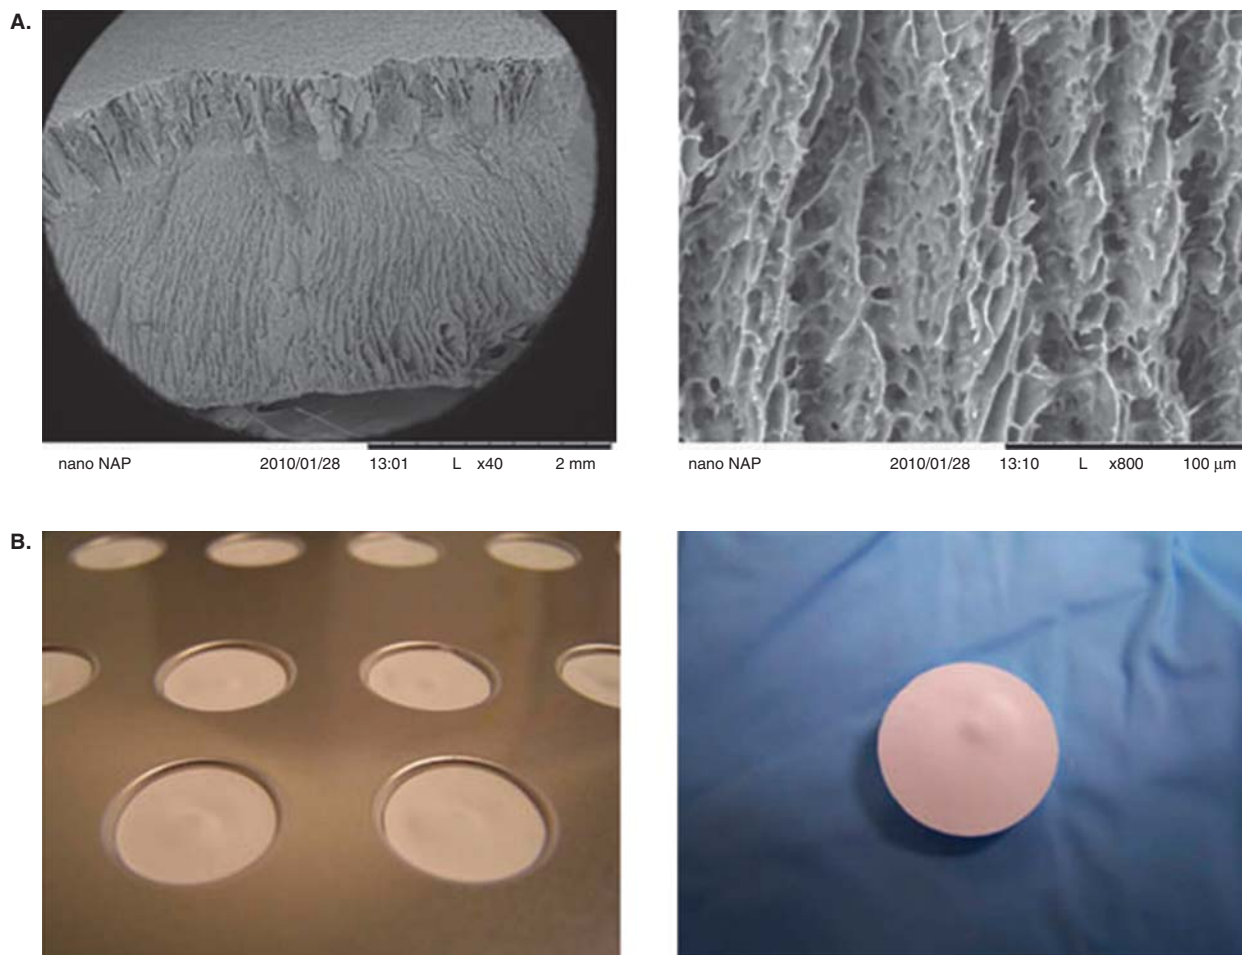 A.
nano NAP 2010/01/28 13:01 L x40 2 mm
nano NAP 2010/01/28 13:10 L x800 100 μm
B.